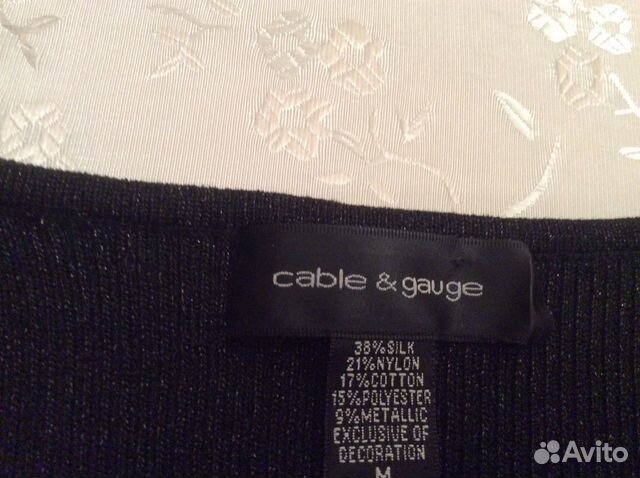 cable & gauge
38%SILK
21%NYLON
17%COTTON
15%POLYESTER
9%METALLIC
EXCLUSIVE OF
DECORATION
M
Avito